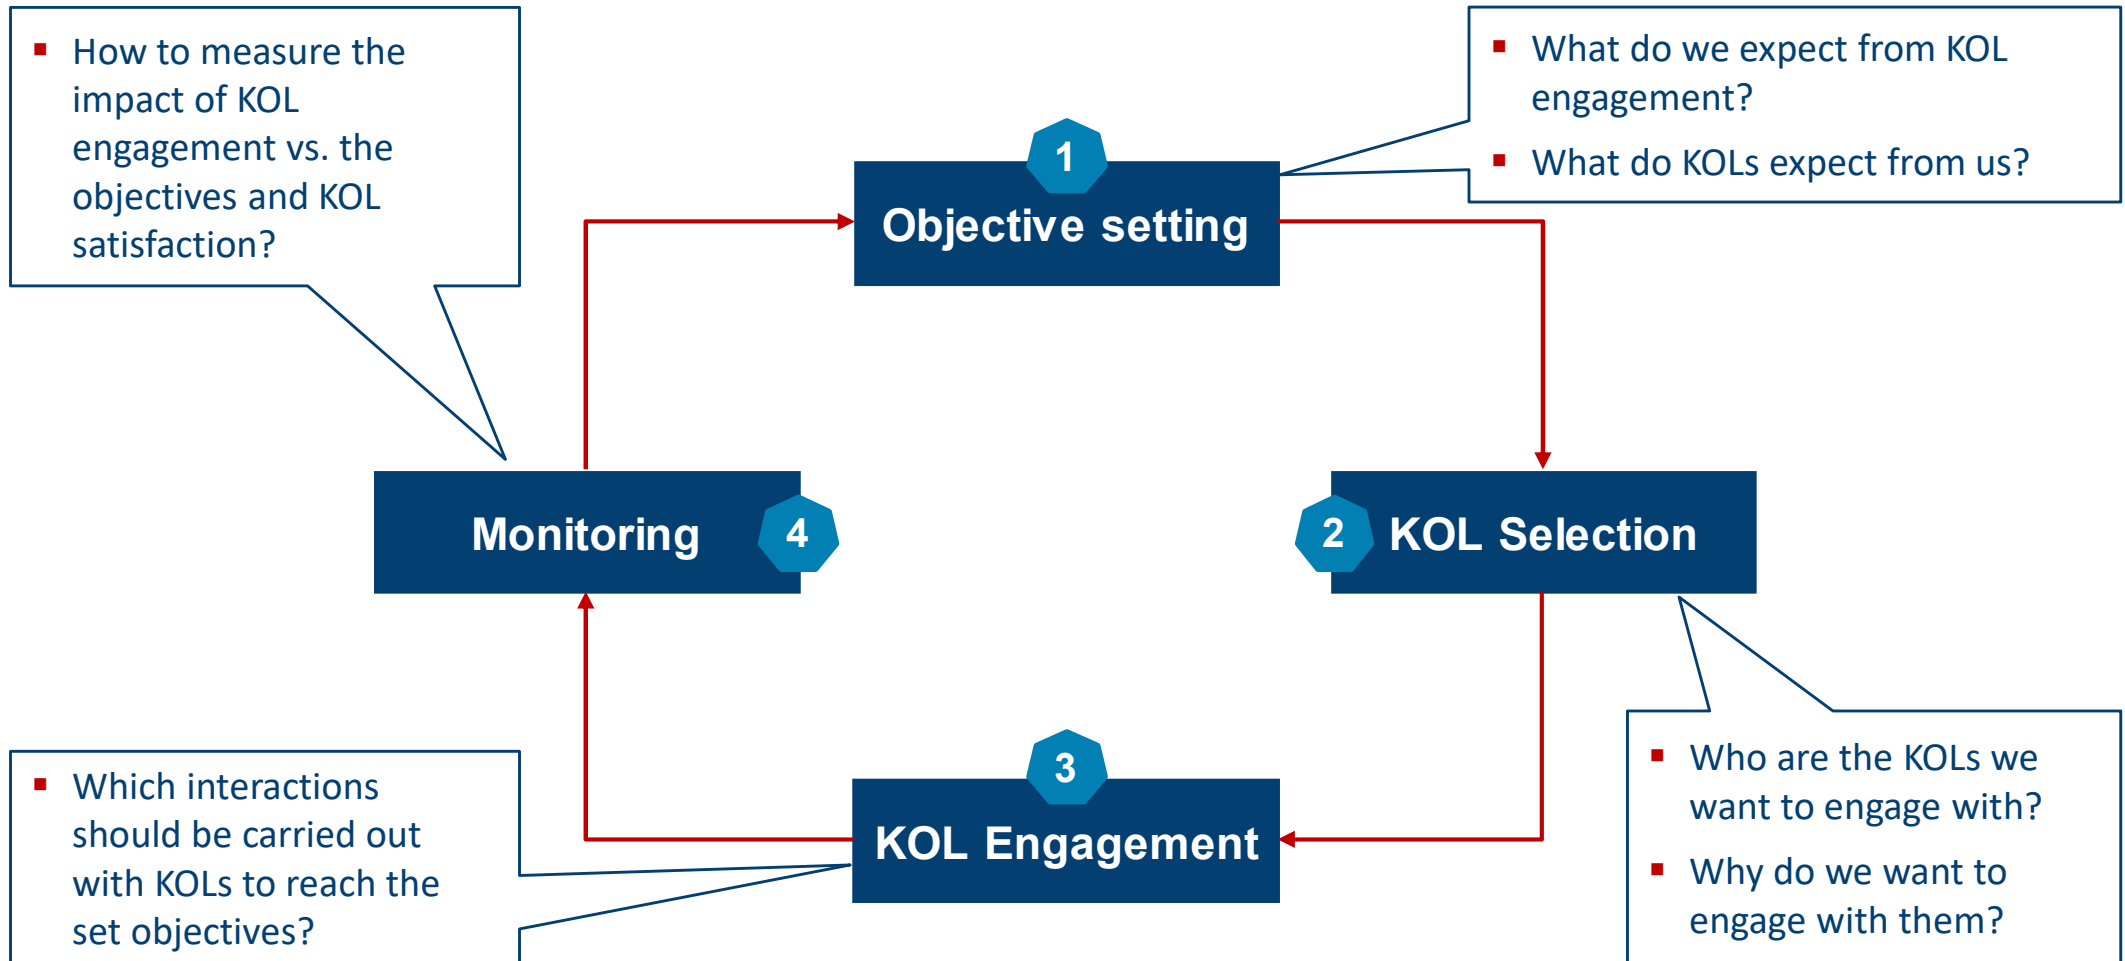 ▪ How to measure the
impact of KOL
engagement vs. the
objectives and KOL
satisfaction?
▪ What do we expect from KOL
engagement?
▪ What do KOLs expect from us?
1
Objective setting
Monitoring
4
2
KOL Selection
3
KOL Engagement
▪ Which interactions
should be carried out
with KOLs to reach the
set objectives?
▪ Who are the KOLs we
want to engage with?
▪ Why do we want to
engage with them?